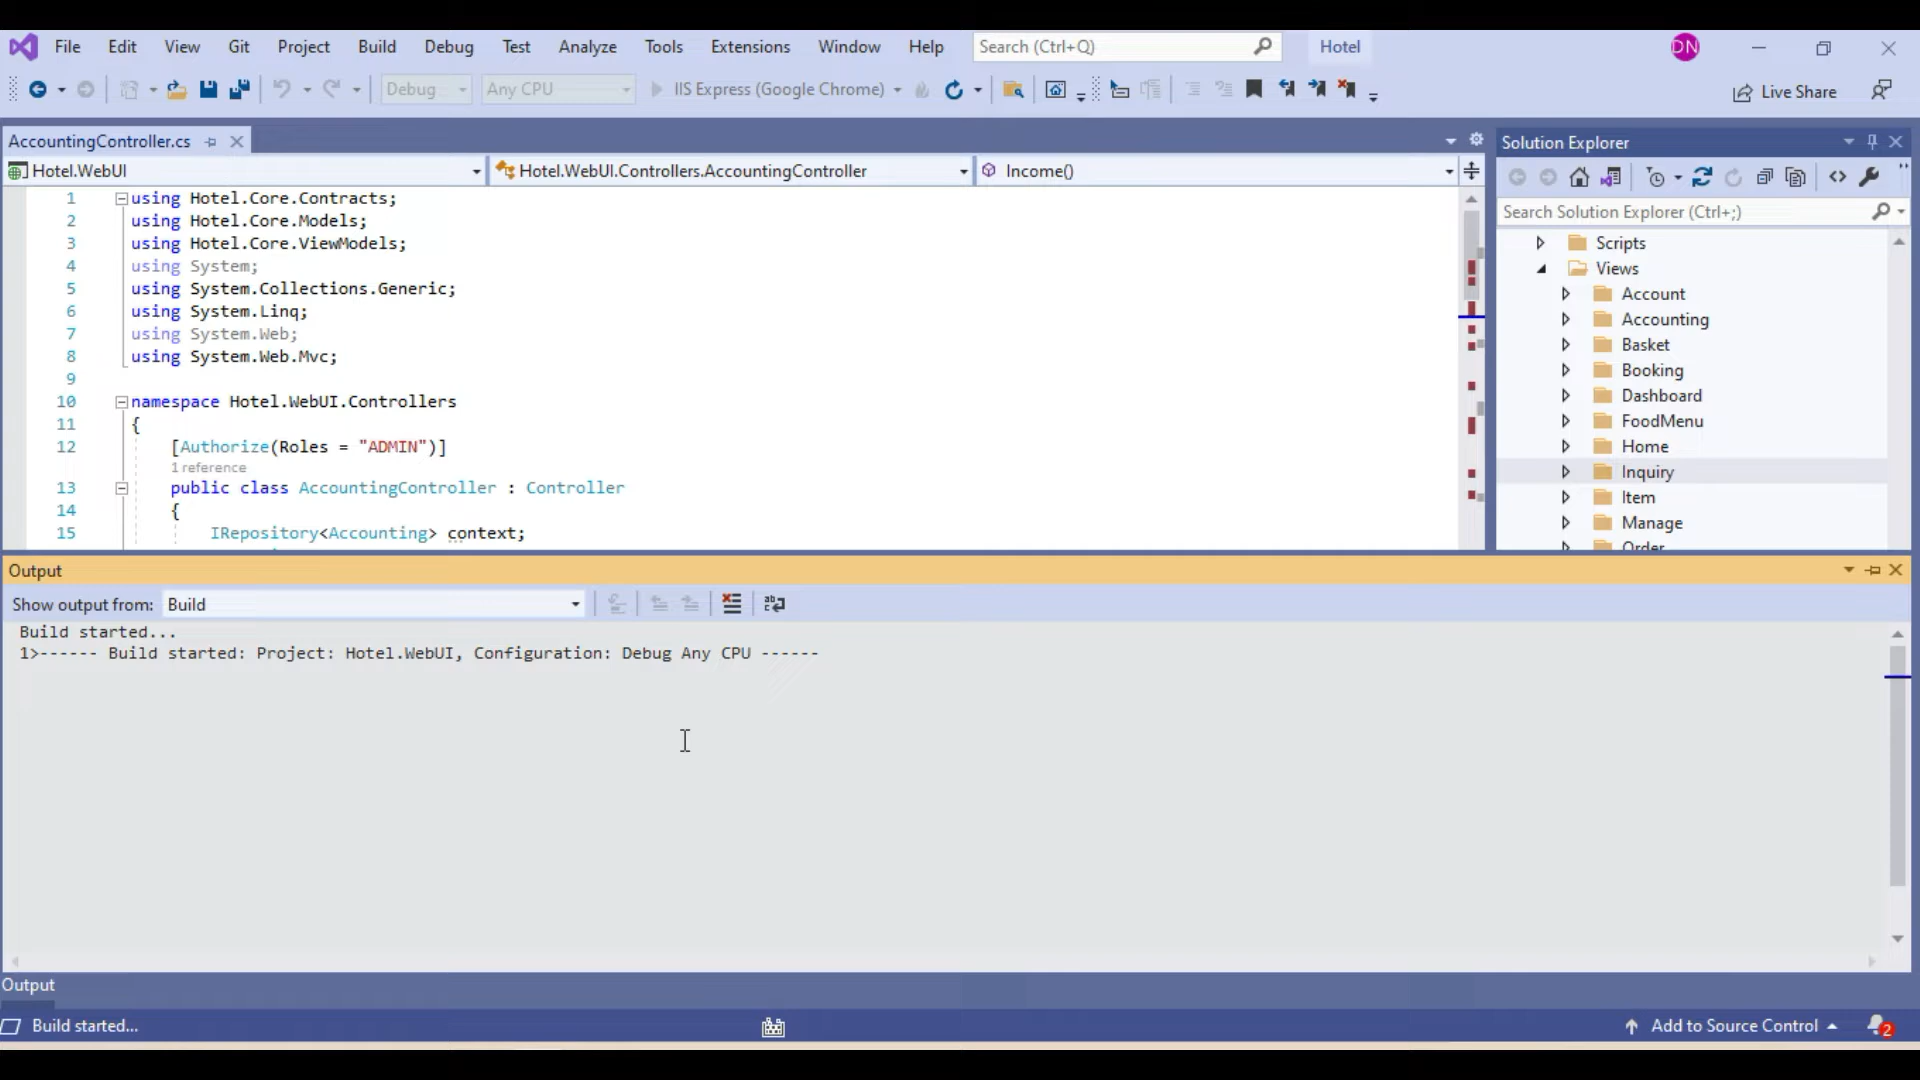 File Edit View Git Project Build Debug Test Analyze Tools Extensions Window Help Search (Ctrl+Q) Hotel DN
Debug Any CPU IIS Express (Google Chrome) Live Share
AccountingController.cs
Hotel.WebUI Hotel.WebUI.Controllers.AccountingController Income()
1 using Hotel.Core.Contracts;
2 using Hotel.Core.Models;
3 using Hotel.Core.ViewModels;
4 using System;
5 using System.Collections.Generic;
6 using System.Linq;
7 using System.Web;
8 using System.Web.Mvc;
9
10 namespace Hotel.WebUI.Controllers
11 {
12 [Authorize(Roles = "ADMIN")]
1 reference
13 public class AccountingController : Controller
14 {
15 IRepository<Accounting> context;
Solution Explorer
Search Solution Explorer (Ctrl+;)
Scripts
Views
Account
Accounting
Basket
Booking
Dashboard
FoodMenu
Home
Inquiry
Item
Manage
Order
Output
Show output from: Build
Build started...
1>------ Build started: Project: Hotel.WebUI, Configuration: Debug Any CPU ------
Output
Build started... Add to Source Control 2